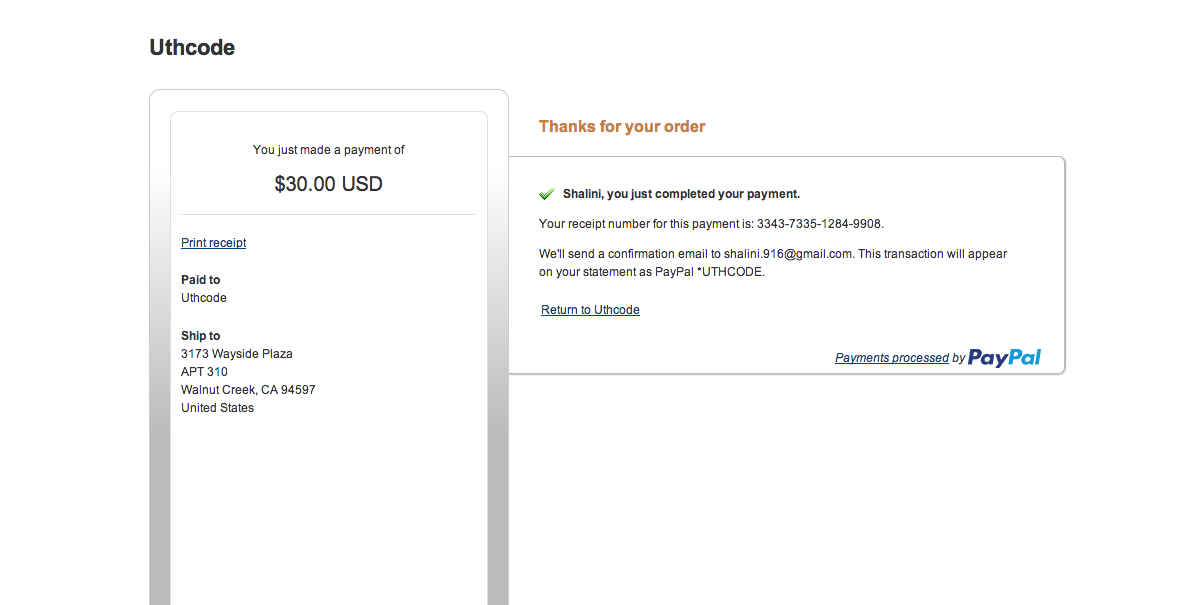 Uthcode
You just made a payment of
$30.00 USD
Print receipt
Paid to
Uthcode
Ship to
3173 Wayside Plaza
APT 310
Walnut Creek, CA 94597
United States
Thanks for your order
Shalini, you just completed your payment.
Your receipt number for this payment is: 3343-7335-1284-9908.
We'll send a confirmation email to shalini.916@gmail.com. This transaction will appear
on your statement as PayPal *UTHCODE.
Return to Uthcode
Payments processed by PayPal